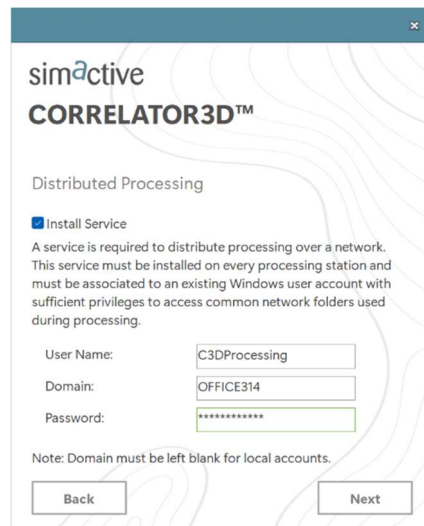 simactive
CORRELATOR3D™
Distributed Processing
Install Service
A service is required to distribute processing over a network.
This service must be installed on every processing station and
must be associated to an existing Windows user account with
sufficient privileges to access common network folders used
during processing.
User Name: C3DProcessing
Domain: OFFICE314
Password: ************
Note: Domain must be left blank for local accounts.
Back Next